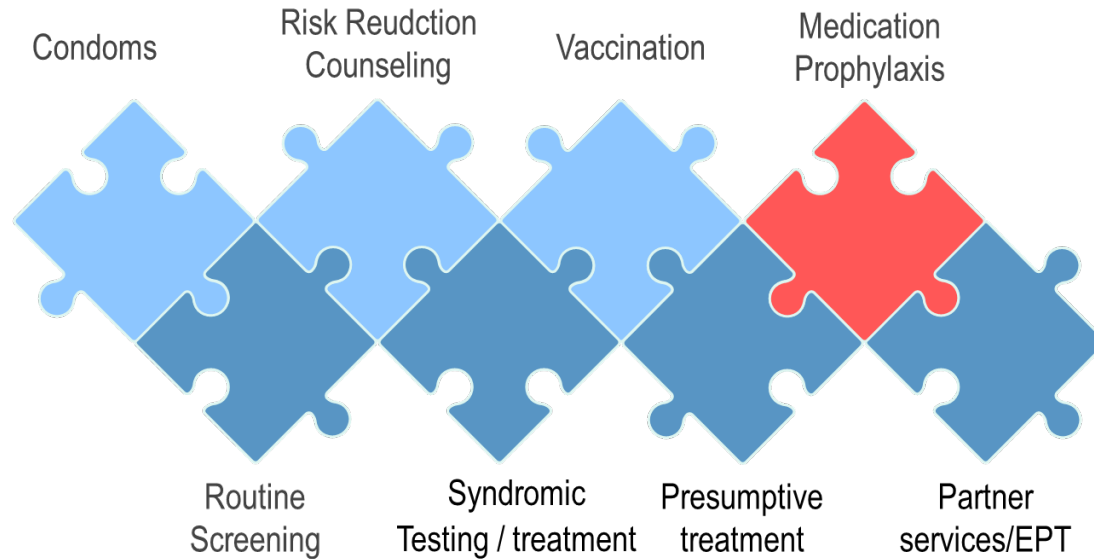 Condoms
Risk Reudction
Counseling
Vaccination
Medication
Prophylaxis
Routine
Screening
Syndromic
Testing / treatment
Presumptive
treatment
Partner
services/EPT